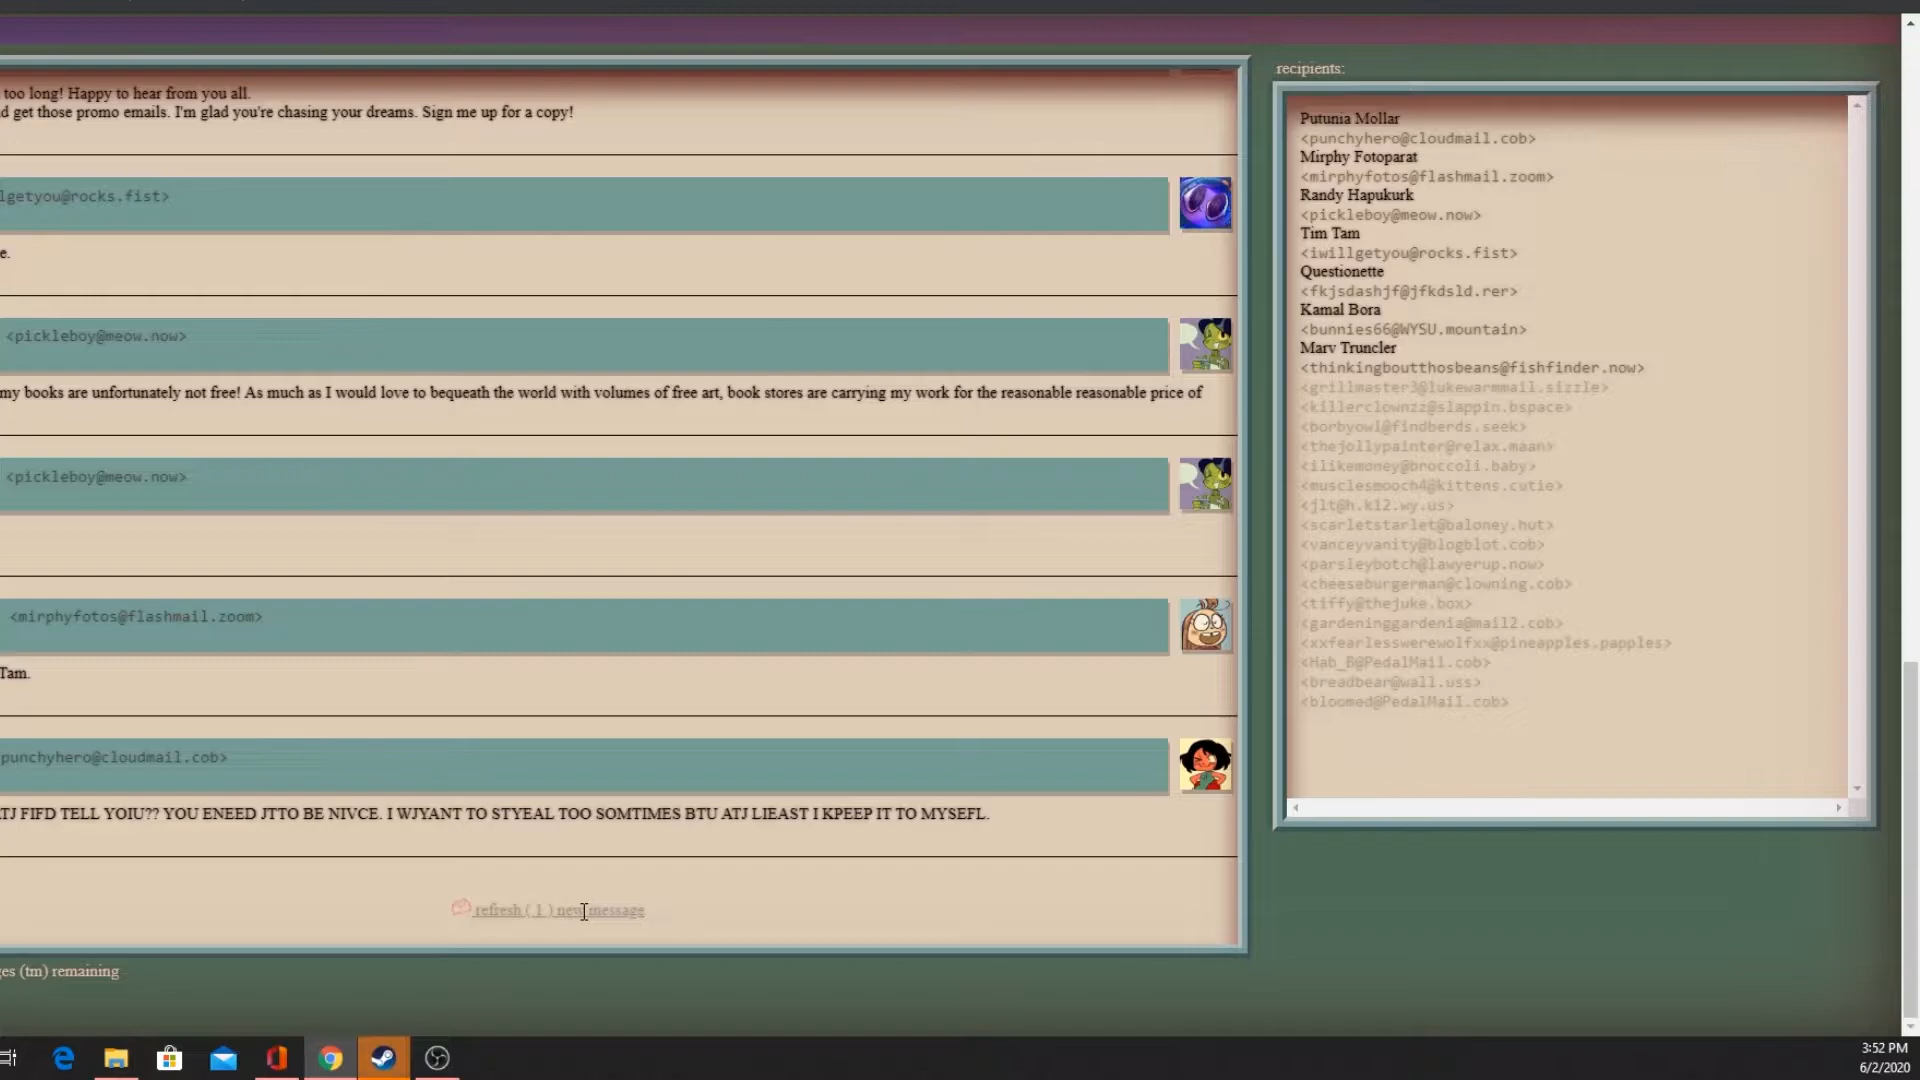 too long! Happy to hear from you all.
d get those promo emails. I'm glad you're chasing your dreams. Sign me up for a copy!
lgetyou@rocks.fist>
e.
<pickleboy@meow.now>
my books are unfortunately not free! As much as I would love to bequeath the world with volumes of free art, book stores are carrying my work for the reasonable reasonable price of
<pickleboy@meow.now>
<mirphyfotos@flashmail.zoom>
Tam.
punchyhero@cloudmail.cob>
TJ FIFD TELL YOIU?? YOU ENEED JTTO BE NIVCE. I WJYANT TO STYEAL TOO SOMTIMES BTU ATJ LIEAST I KPEEP IT TO MYSEFL.
refresh ( 1 ) new message
ges (tm) remaining
recipients:
Putunia Mollar
<punchyhero@cloudmail.cob>
Mirphy Fotoparat
<mirphyfotos@flashmail.zoom>
Randy Hapukurk
<pickleboy@meow.now>
Tim Tam
<iwillgetyou@rocks.fist>
Questionette
<fkjsdashjf@jfkdsld.rer>
Kamal Bora
<bunnies66@WYSU.mountain>
Marv Truncler
<thinkingboutthosbeans@fishfinder.now>
<grillmaster3@lukewarmmail.sizzle>
<killerclownzz@slappin.bspace>
<borbyowl@findberds.seek>
<thejollypainter@relax.maan>
<ilikemoney@broccoli.baby>
<musclesmooch4@kittens.cutie>
<jlt@h.k12.wy.us>
<scarletstarlet@baloney.hut>
<vanceyvanity@blogblot.cob>
<parsleybotch@lawyerup.now>
<cheeseburgerman@clowning.cob>
<tiffy@thejuke.box>
<gardeninggardenia@mail2.cob>
<xxfearlesswerewolfxx@pineapples.papples>
<Hab_B@PedalMail.cob>
<breadbear@wall.uss>
<bloomed@PedalMail.cob>
3:52 PM
6/2/2020